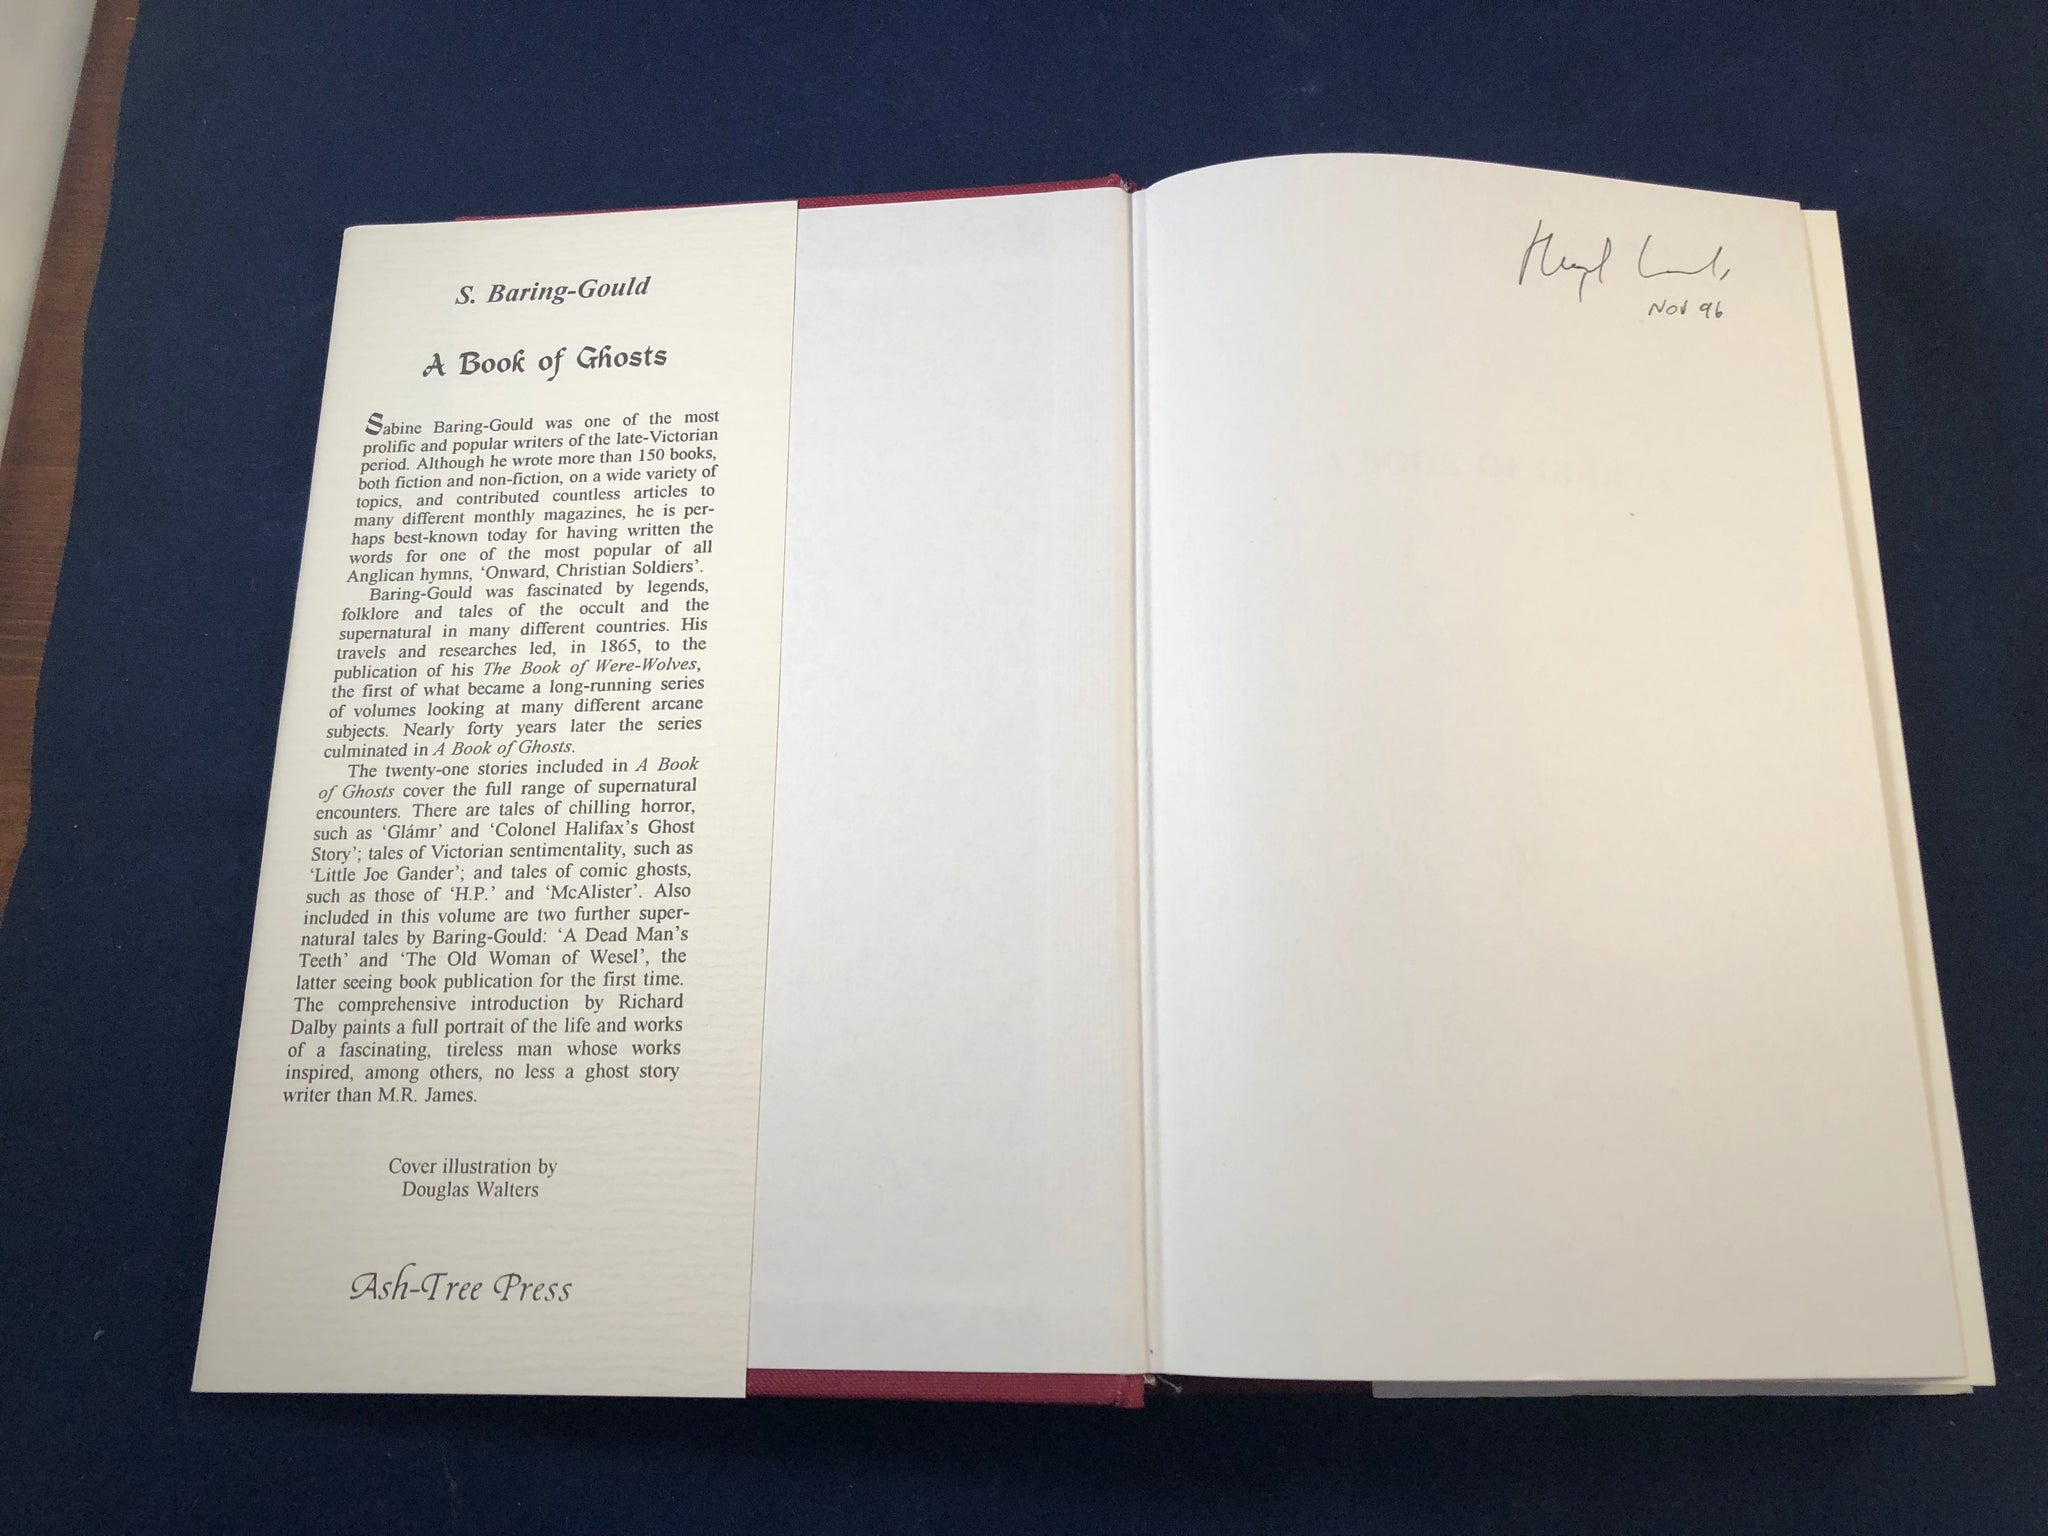 S. Baring-Gould
A Book of Ghosts
Sabine Baring-Gould was one of the most
prolific and popular writers of the late-Victorian
period. Although he wrote more than 150 books,
both fiction and non-fiction, on a wide variety of
topics, and contributed countless articles to
many different monthly magazines, he is per-
haps best-known today for having written the
words for one of the most popular of all
Anglican hymns, ‘Onward, Christian Soldiers’.
Baring-Gould was fascinated by legends,
folklore and tales of the occult and the
supernatural in many different countries. His
travels and researches led, in 1865, to the
publication of his The Book of Were-Wolves,
the first of what became a long-running series
of volumes looking at many different arcane
subjects. Nearly forty years later the series
culminated in A Book of Ghosts.
The twenty-one stories included in A Book
of Ghosts cover the full range of supernatural
encounters. There are tales of chilling horror,
such as ‘Glámr’ and ‘Colonel Halifax’s Ghost
Story’; tales of Victorian sentimentality, such as
‘Little Joe Gander’; and tales of comic ghosts,
such as those of ‘H.P.’ and ‘McAlister’. Also
included in this volume are two further super-
natural tales by Baring-Gould: ‘A Dead Man’s
Teeth’ and ‘The Old Woman of Wesel’, the
latter seeing book publication for the first time.
The comprehensive introduction by Richard
Dalby paints a full portrait of the life and works
of a fascinating, tireless man whose works
inspired, among others, no less a ghost story
writer than M.R. James.
Cover illustration by
Douglas Walters
Ash-Tree Press
Nov 96